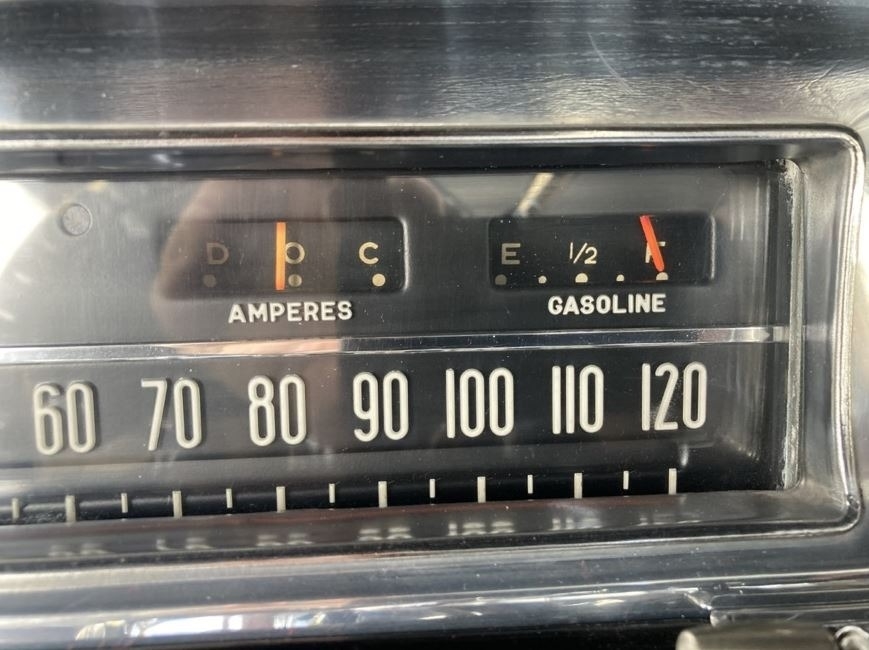 D O C
AMPERES
E 1/2 F
GASOLINE
60 70 80 90 100 110 120